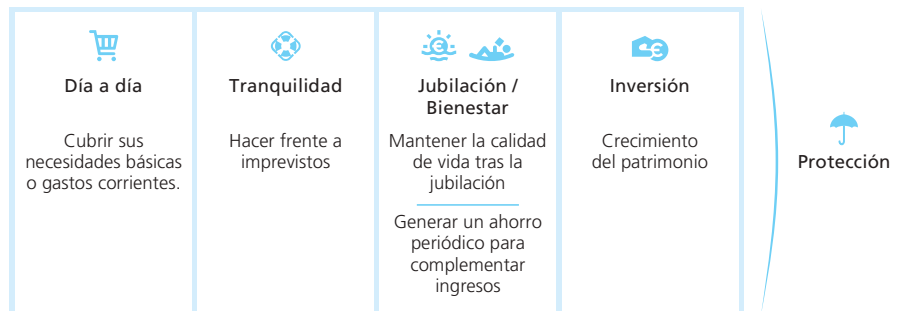 Día a día
Cubrir sus
necesidades básicas
o gastos corrientes.
Tranquilidad
Hacer frente a
imprevistos
Jubilación /
Bienestar
Mantener la calidad
de vida tras la
jubilación
Generar un ahorro
periódico para
complementar
ingresos
Inversión
Crecimiento
del patrimonio
Protección